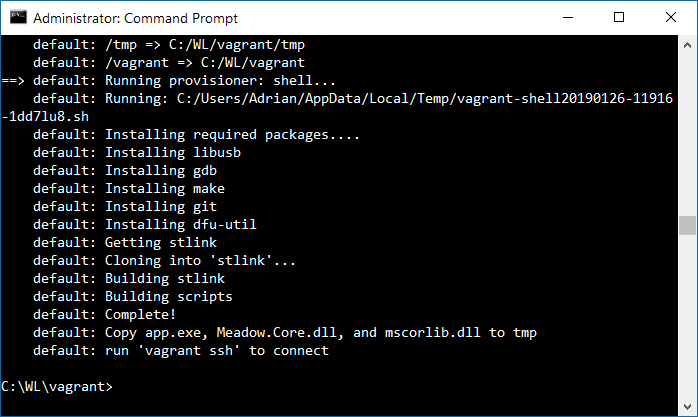 Administrator: Command Prompt
default: /tmp => C:/WL/vagrant/tmp
default: /vagrant => C:/WL/vagrant
==> default: Running provisioner: shell...
default: Running: C:/Users/Adrian/AppData/Local/Temp/vagrant-shell20190126-11916
-1dd7lu8.sh
default: Installing required packages....
default: Installing libusb
default: Installing gdb
default: Installing make
default: Installing git
default: Installing dfu-util
default: Getting stlink
default: Cloning into 'stlink'...
default: Building stlink
default: Building scripts
default: Complete!
default: Copy app.exe, Meadow.Core.dll, and mscorlib.dll to tmp
default: run 'vagrant ssh' to connect
C:\WL\vagrant>